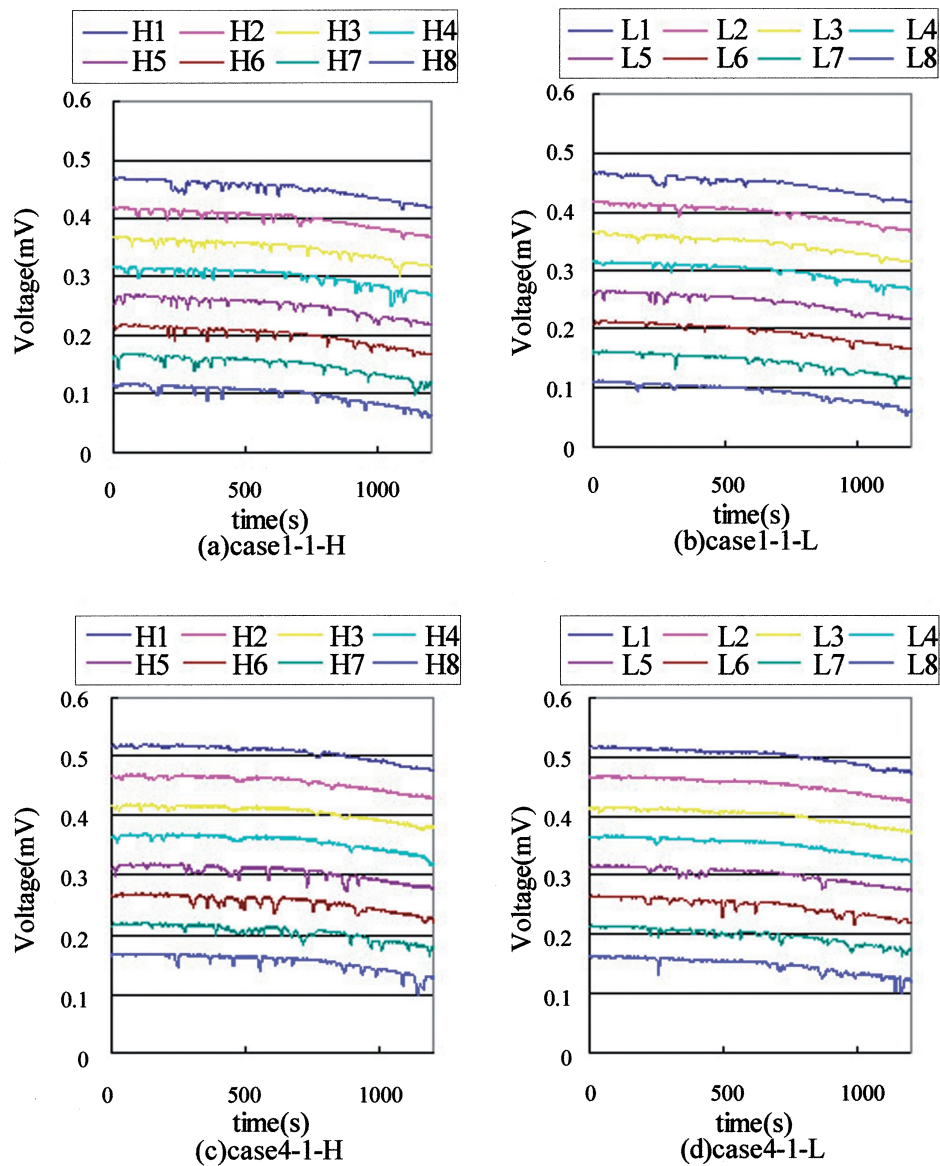 H1 H2 H3 H4
H5 H6 H7 H8
0.6
0.5
0.4
0.3
0.2
0.1
0
Voltage(mV)
0 500 1000
time(s)
(a)case1-1-H
L1 L2 L3 L4
L5 L6 L7 L8
0.6
0.5
0.4
0.3
0.2
0.1
0
Voltage(mV)
0 500 1000
time(s)
(b)case1-1-L
H1 H2 H3 H4
H5 H6 H7 H8
0.6
0.5
0.4
0.3
0.2
0.1
0
Voltage(mV)
0 500 1000
time(s)
(c)case4-1-H
L1 L2 L3 L4
L5 L6 L7 L8
0.6
0.5
0.4
0.3
0.2
0.1
0
Voltage(mV)
0 500 1000
time(s)
(d)case4-1-L